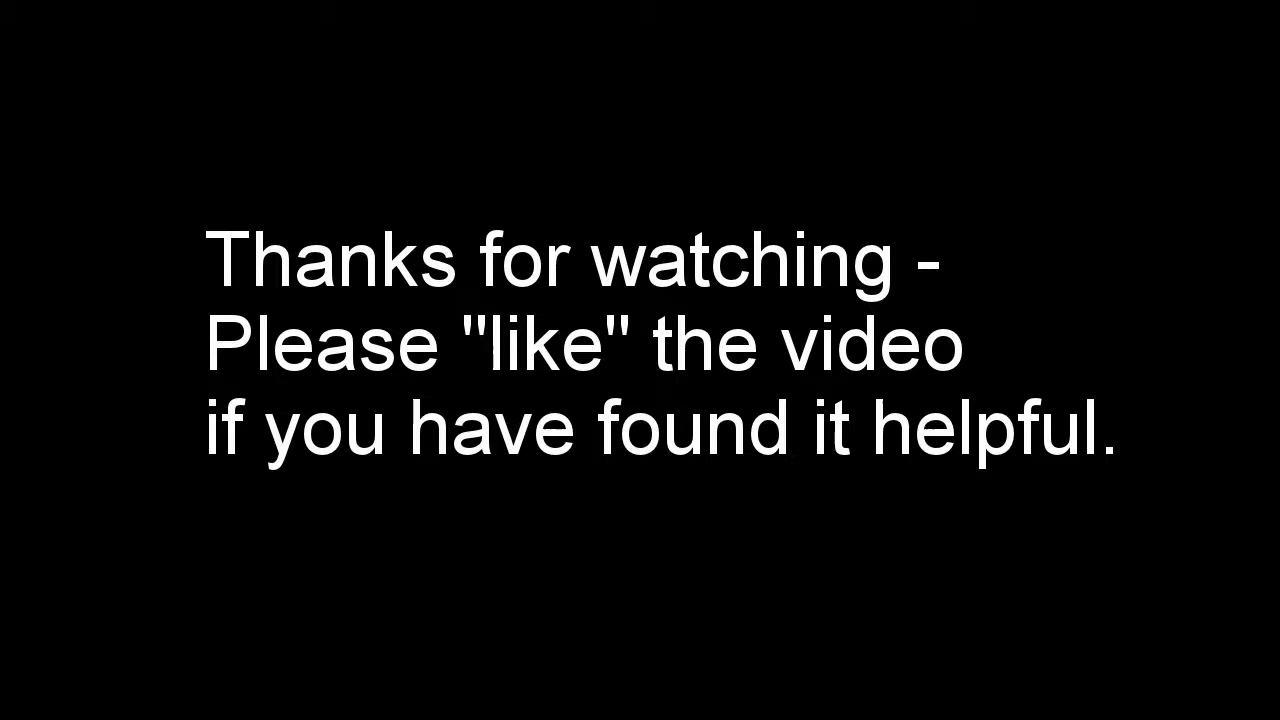 Thanks for watching -
Please "like" the video
if you have found it helpful.